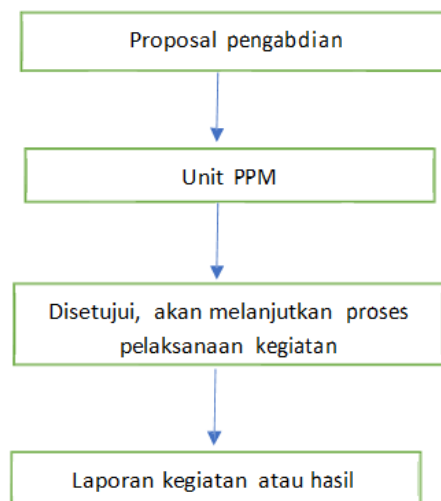 Proposal pengabdian
Unit PPM
Disetujui, akan melanjutkan proses
pelaksanaan kegiatan
Laporan kegiatan atau hasil